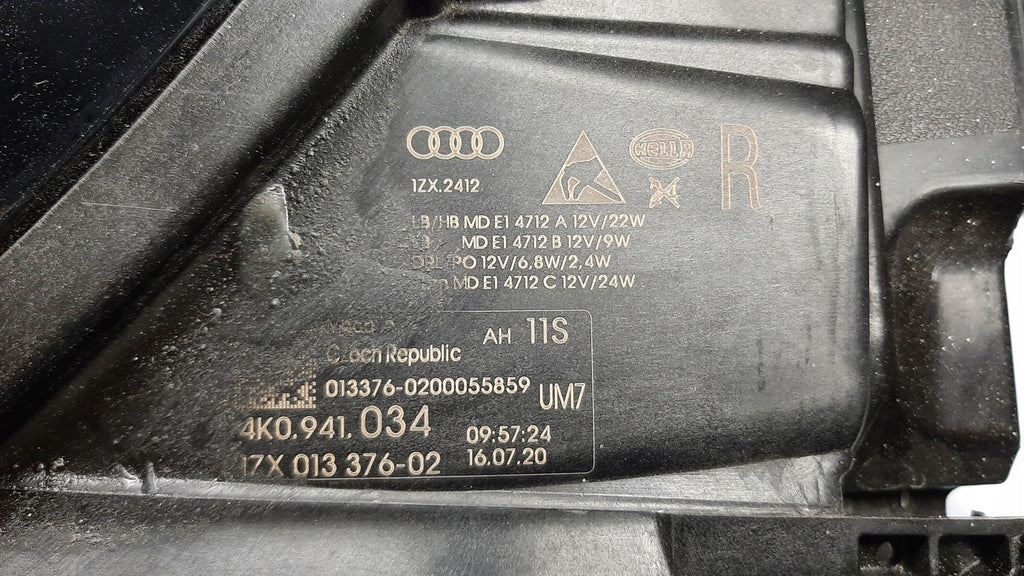 HELLA
R
1ZX.2412
LB/HB MD E1 4712 A 12V/22W
MD E1 4712 B 12V/9W
PO 12V/6,8W/2,4W
MD E1 4712 C 12V/24W
AH 11S
Czech Republic
013376-0200055859
UM7
4K0.941.034
09:57:24
1ZX 013 376-02
16.07.20